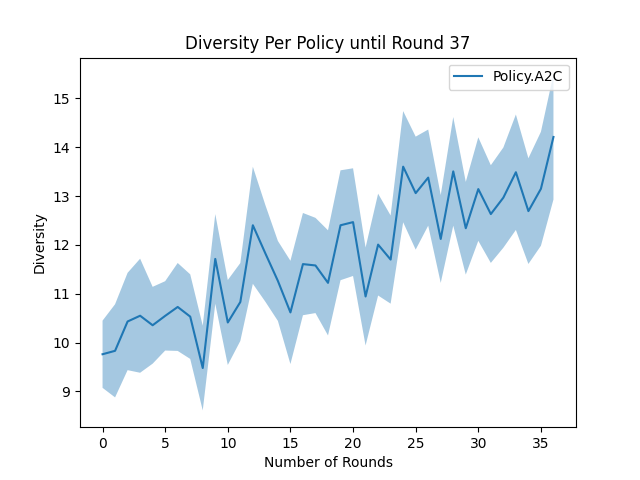 Diversity Per Policy until Round 37
Policy.A2C
15
14
13
12
11
10
9
Diversity
0 5 10 15 20 25 30 35
Number of Rounds